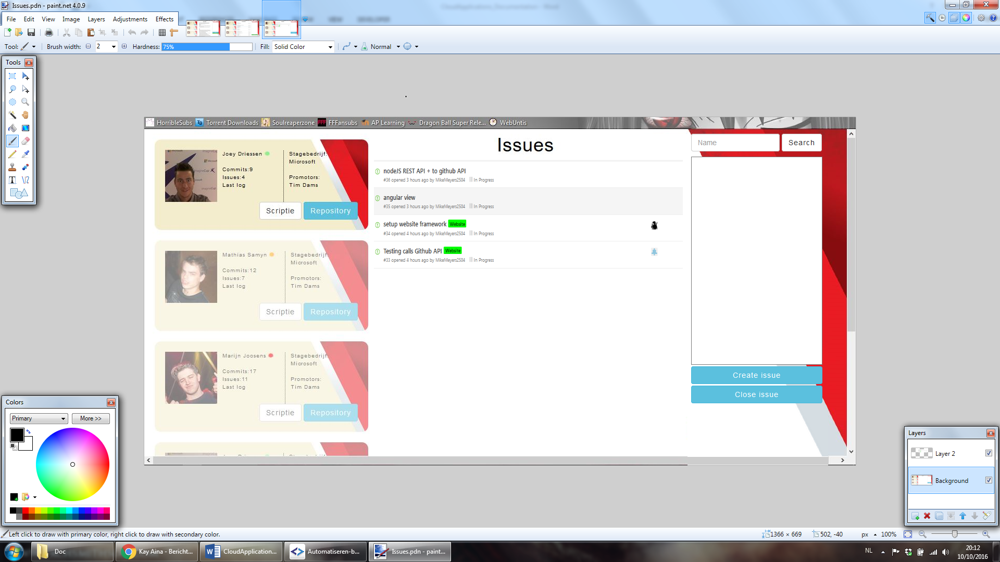 Issues.pdn - paint.net 4.0.9
File Edit View Image Layers Adjustments Effects
Tool: Brush width: 2 Hardness: 75% Fill: Solid Color Normal
Tools
HorribleSubs Torrent Downloads Soulreaperzone FFFansubs AP Learning Dragon Ball Super Rele... WebUntis
Joey Driessen
Commits:9
Issues:4
Last log
Stagebedrijf:
Microsoft
Promotors:
Tim Dams
Scriptie Repository
Mathias Samyn
Commits:12
Issues:7
Last log
Stagebedrijf:
Microsoft
Promotors:
Tim Dams
Scriptie Repository
Marijn Joosens
Commits:17
Issues:11
Last log
Stagebedrijf:
Microsoft
Promotors:
Tim Dams
Scriptie Repository
Issues
nodeJS REST API + to github API
#36 opened 3 hours ago by MikeMeyers2504 In Progress
angular view
#35 opened 3 hours ago by MikeMeyers2504 In Progress
setup website framework Website
#34 opened 4 hours ago by MikeMeyers2504 In Progress
Testing calls Github API Website
#33 opened 4 hours ago by MikeMeyers2504 In Progress
Name Search
Create issue
Close issue
Colors
Primary More >>
Layers
Layer 2
Background
Left click to draw with primary color, right click to draw with secondary color.
1366 × 669 502, -40 px 100%
Doc Kay Aina - Bericht... CloudApplication... Automatiseren-b... Issues.pdn - paint...
NL
20:12
10/10/2016